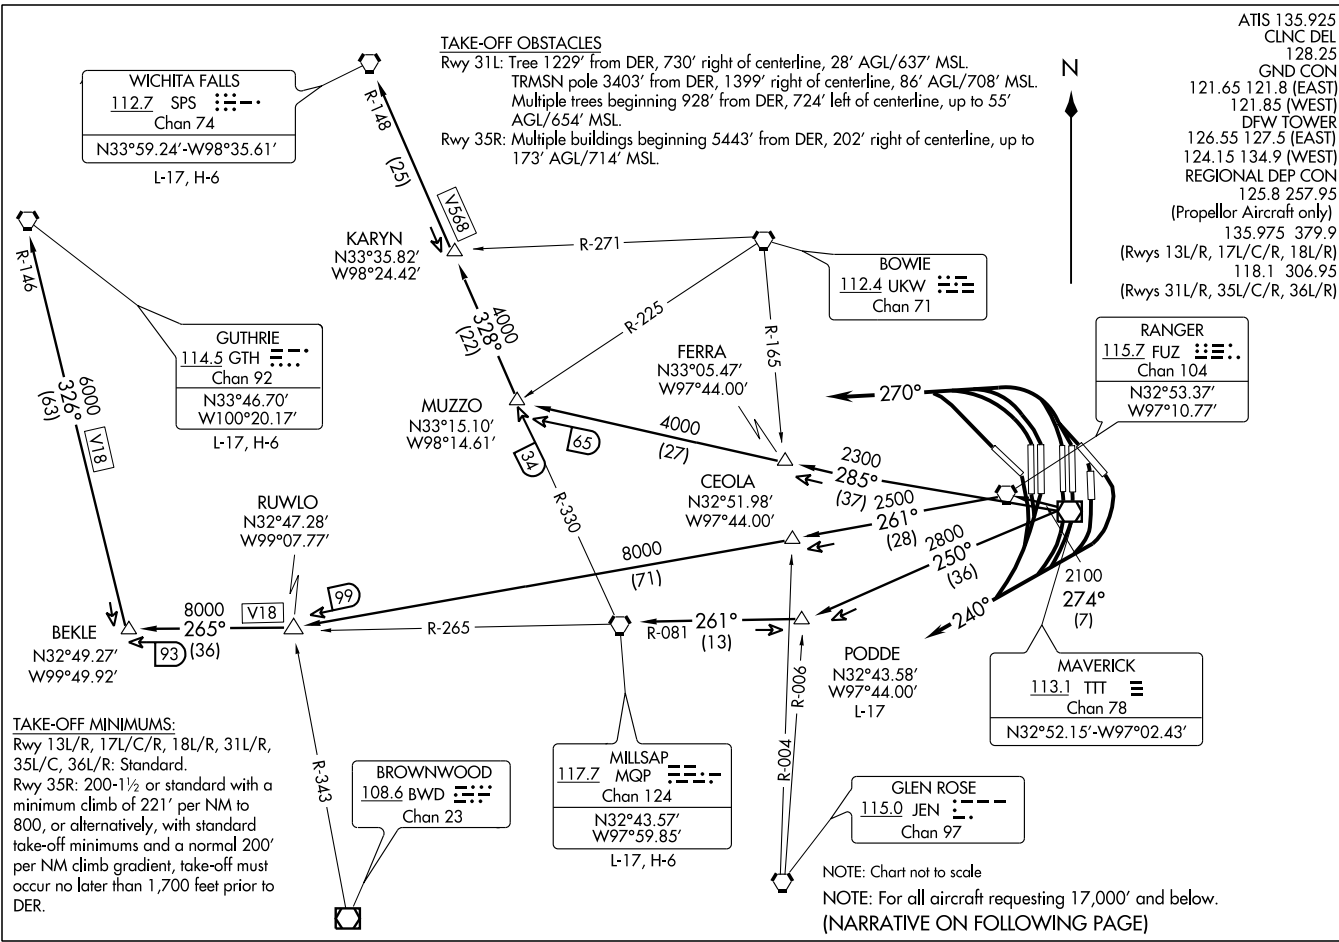 ATIS 135.925
CLNC DEL
128.25
GND CON
121.65 121.8 (EAST)
121.85 (WEST)
DFW TOWER
126.55 127.5 (EAST)
124.15 134.9 (WEST)
REGIONAL DEP CON
125.8 257.95
(Propellor Aircraft only)
135.975 379.9
(Rwys 13L/R, 17L/C/R, 18L/R)
118.1 306.95
(Rwys 31L/R, 35L/C/R, 36L/R)
TAKE-OFF OBSTACLES
Rwy 31L: Tree 1229' from DER, 730' right of centerline, 28' AGL/637' MSL.
TRMSN pole 3403' from DER, 1399' right of centerline, 86' AGL/708' MSL.
Multiple trees beginning 928' from DER, 724' left of centerline, up to 55'
AGL/654' MSL.
Rwy 35R: Multiple buildings beginning 5443' from DER, 202' right of centerline, up to
173' AGL/714' MSL.
N
WICHITA FALLS
112.7 SPS
Chan 74
N33°59.24'-W98°35.61'
L-17, H-6
R-148
(25)
V568
KARYN
N33°35.82'
W98°24.42'
R-271
BOWIE
112.4 UKW
Chan 71
R-225
R-165
R-146
GUTHRIE
114.5 GTH
Chan 92
N33°46.70'
W100°20.17'
L-17, H-6
4000
328°
(22)
FERRA
N33°05.47'
W97°44.00'
RANGER
115.7 FUZ
Chan 104
N32°53.37'
W97°10.77'
6000
326°
(63)
V18
MUZZO
N33°15.10'
W98°14.61'
34
65
4000
(27)
270°
2300
285°
(37)
CEOLA
N32°51.98'
W97°44.00'
2500
261°
(28)
RUWLO
N32°47.28'
W99°07.77'
R-330
2800
250°
(36)
8000
(71)
2100
274°
(7)
99
240°
8000
265°
(36)
V18
93
BEKLE
N32°49.27'
W99°49.92'
R-265
R-081
261°
(13)
PODDE
N32°43.58'
W97°44.00'
L-17
R-006
R-004
MAVERICK
113.1 TTT
Chan 78
N32°52.15'-W97°02.43'
TAKE-OFF MINIMUMS:
Rwy 13L/R, 17L/C/R, 18L/R, 31L/R,
35L/C, 36L/R: Standard.
Rwy 35R: 200-1½ or standard with a
minimum climb of 221' per NM to
800, or alternatively, with standard
take-off minimums and a normal 200'
per NM climb gradient, take-off must
occur no later than 1,700 feet prior to
DER.
R-343
BROWNWOOD
108.6 BWD
Chan 23
MILLSAP
117.7 MQP
Chan 124
N32°43.57'
W97°59.85'
L-17, H-6
GLEN ROSE
115.0 JEN
Chan 97
NOTE: Chart not to scale
NOTE: For all aircraft requesting 17,000' and below.
(NARRATIVE ON FOLLOWING PAGE)